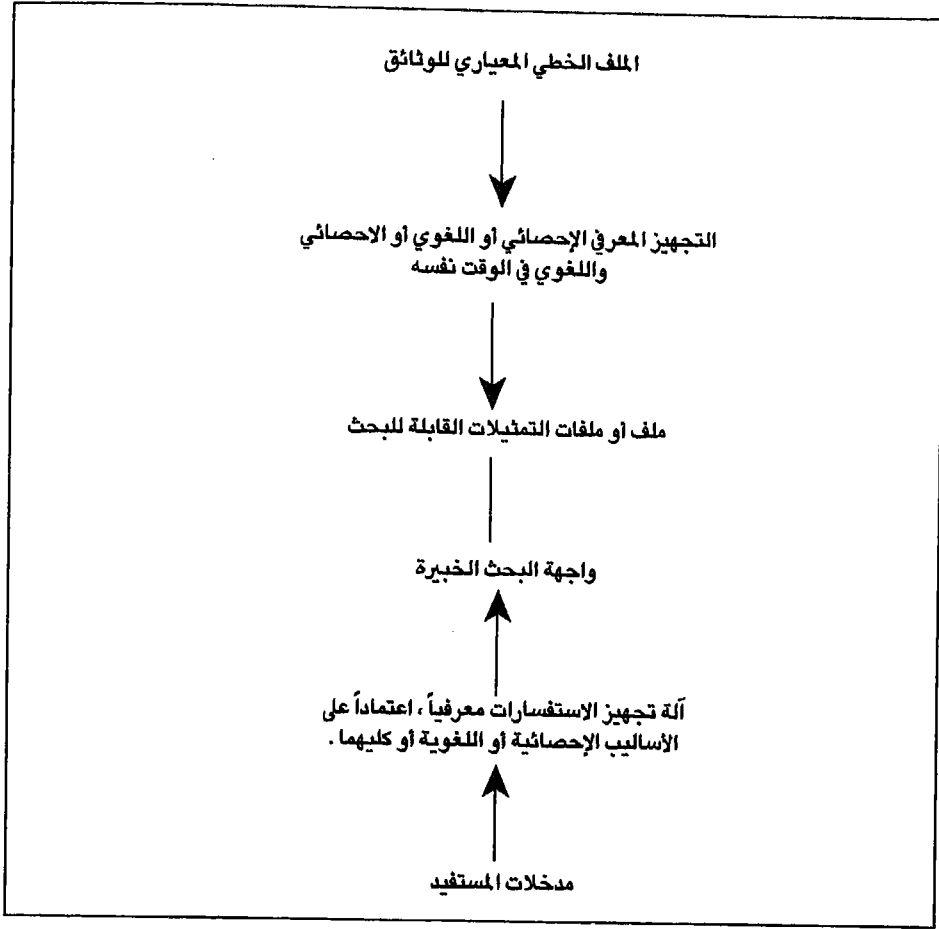 الملف الخطي المعياري للوثائق
التجهيز المعرفي الإحصائي أو اللغوي أو الاحصائي
واللغوي في الوقت نفسه
ملف أو ملفات التمثيلات القابلة للبحث
واجهة البحث الخبيرة
آلة تجهيز الاستفسارات معرفياً ، اعتماداً على
الأساليب الإحصائية أو اللغوية أو كليهما .
مدخلات المستفيد